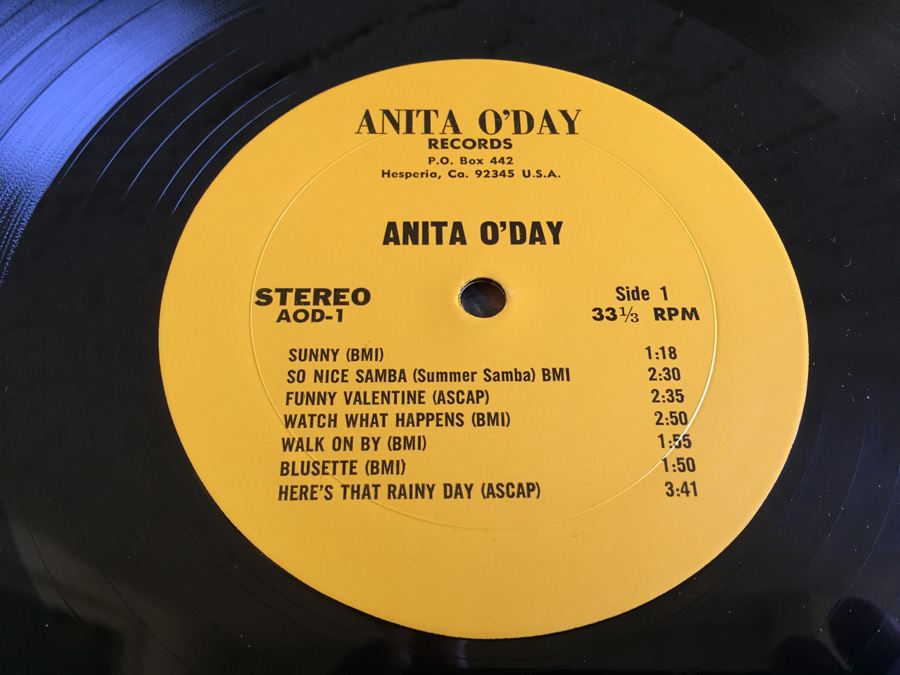 ANITA O'DAY
RECORDS
P.O. Box 442
Hesperia, Ca. 92345 U.S.A.
ANITA O'DAY
STEREO
AOD-1
Side 1
33⅓ RPM
SUNNY (BMI) 1:18
SO NICE SAMBA (Summer Samba) BMI 2:30
FUNNY VALENTINE (ASCAP) 2:35
WATCH WHAT HAPPENS (BMI) 2:50
WALK ON BY (BMI) 1:55
BLUSETTE (BMI) 1:50
HERE'S THAT RAINY DAY (ASCAP) 3:41